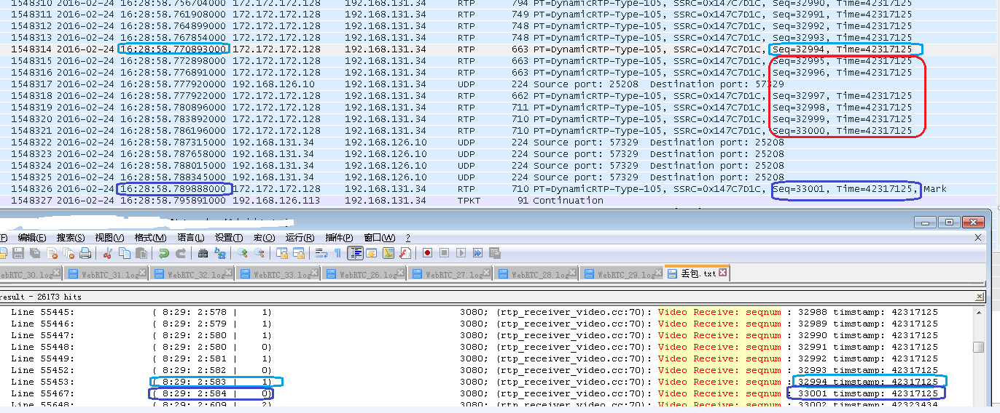 1548310 2016-02-24 16:28:58.756704000 172.172.172.128 192.168.131.34 RTP 794 PT=DynamicRTP-Type-105, SSRC=0x147C7D1C, Seq=32990, Time=42317125
1548311 2016-02-24 16:28:58.761908000 172.172.172.128 192.168.131.34 RTP 749 PT=DynamicRTP-Type-105, SSRC=0x147C7D1C, Seq=32991, Time=42317125
1548312 2016-02-24 16:28:58.764899000 172.172.172.128 192.168.131.34 RTP 748 PT=DynamicRTP-Type-105, SSRC=0x147C7D1C, Seq=32992, Time=42317125
1548313 2016-02-24 16:28:58.767854000 172.172.172.128 192.168.131.34 RTP 748 PT=DynamicRTP-Type-105, SSRC=0x147C7D1C, Seq=32993, Time=42317125
1548314 2016-02-24 16:28:58.770893000 172.172.172.128 192.168.131.34 RTP 663 PT=DynamicRTP-Type-105, SSRC=0x147C7D1C, Seq=32994, Time=42317125
1548315 2016-02-24 16:28:58.772898000 172.172.172.128 192.168.131.34 RTP 663 PT=DynamicRTP-Type-105, SSRC=0x147C7D1C, Seq=32995, Time=42317125
1548316 2016-02-24 16:28:58.776891000 172.172.172.128 192.168.131.34 RTP 663 PT=DynamicRTP-Type-105, SSRC=0x147C7D1C, Seq=32996, Time=42317125
1548317 2016-02-24 16:28:58.777920000 192.168.126.10 192.168.131.34 UDP 224 Source port: 25208 Destination port: 57329
1548318 2016-02-24 16:28:58.777922000 172.172.172.128 192.168.131.34 RTP 662 PT=DynamicRTP-Type-105, SSRC=0x147C7D1C, Seq=32997, Time=42317125
1548319 2016-02-24 16:28:58.780896000 172.172.172.128 192.168.131.34 RTP 711 PT=DynamicRTP-Type-105, SSRC=0x147C7D1C, Seq=32998, Time=42317125
1548320 2016-02-24 16:28:58.783892000 172.172.172.128 192.168.131.34 RTP 710 PT=DynamicRTP-Type-105, SSRC=0x147C7D1C, Seq=32999, Time=42317125
1548321 2016-02-24 16:28:58.786196000 172.172.172.128 192.168.131.34 RTP 710 PT=DynamicRTP-Type-105, SSRC=0x147C7D1C, Seq=33000, Time=42317125
1548322 2016-02-24 16:28:58.787315000 192.168.131.34 192.168.126.10 UDP 224 Source port: 57329 Destination port: 25208
1548323 2016-02-24 16:28:58.787658000 192.168.131.34 192.168.126.10 UDP 224 Source port: 57329 Destination port: 25208
1548324 2016-02-24 16:28:58.788015000 192.168.131.34 192.168.126.10 UDP 224 Source port: 57329 Destination port: 25208
1548325 2016-02-24 16:28:58.788345000 192.168.131.34 192.168.126.10 UDP 224 Source port: 57329 Destination port: 25208
1548326 2016-02-24 16:28:58.789888000 172.172.172.128 192.168.131.34 RTP 710 PT=DynamicRTP-Type-105, SSRC=0x147C7D1C, Seq=33001, Time=42317125, Mark
1548327 2016-02-24 16:28:58.795891000 192.168.126.113 192.168.131.34 TPKT 91 Continuation
(F) 编辑(E) 搜索(S) 视图(V) 格式(M) 语言(L) 设置(T) 宏(O) 运行(R) 插件(P) 窗口(W) ? X
WebRTC_30.log WebRTC_31.log WebRTC_32.log WebRTC_33.log WebRTC_26.log WebRTC_27.log WebRTC_28.log WebRTC_29.log 丢包.txt
result - 26173 hits
Line 55445: ( 8:29: 2:578 | 1) 3080; (rtp_receiver_video.cc:70): Video Receive: seqnum : 32988 timstamp: 42317125
Line 55446: ( 8:29: 2:579 | 1) 3080; (rtp_receiver_video.cc:70): Video Receive: seqnum : 32989 timstamp: 42317125
Line 55447: ( 8:29: 2:580 | 1) 3080; (rtp_receiver_video.cc:70): Video Receive: seqnum : 32990 timstamp: 42317125
Line 55448: ( 8:29: 2:580 | 0) 3080; (rtp_receiver_video.cc:70): Video Receive: seqnum : 32991 timstamp: 42317125
Line 55449: ( 8:29: 2:581 | 1) 3080; (rtp_receiver_video.cc:70): Video Receive: seqnum : 32992 timstamp: 42317125
Line 55452: ( 8:29: 2:582 | 0) 3080; (rtp_receiver_video.cc:70): Video Receive: seqnum : 32993 timstamp: 42317125
Line 55453: ( 8:29: 2:583 | 1) 3080; (rtp_receiver_video.cc:70): Video Receive: seqnum : 32994 timstamp: 42317125
Line 55467: ( 8:29: 2:584 | 0) 3080; (rtp_receiver_video.cc:70): Video Receive: seqnum : 33001 timstamp: 42317125
Line 55648: ( 8:29: 2:609 | 2) 3080; (rtp_receiver_video.cc:70): Video Receive: seqnum : 33002 timstamp: 42323434